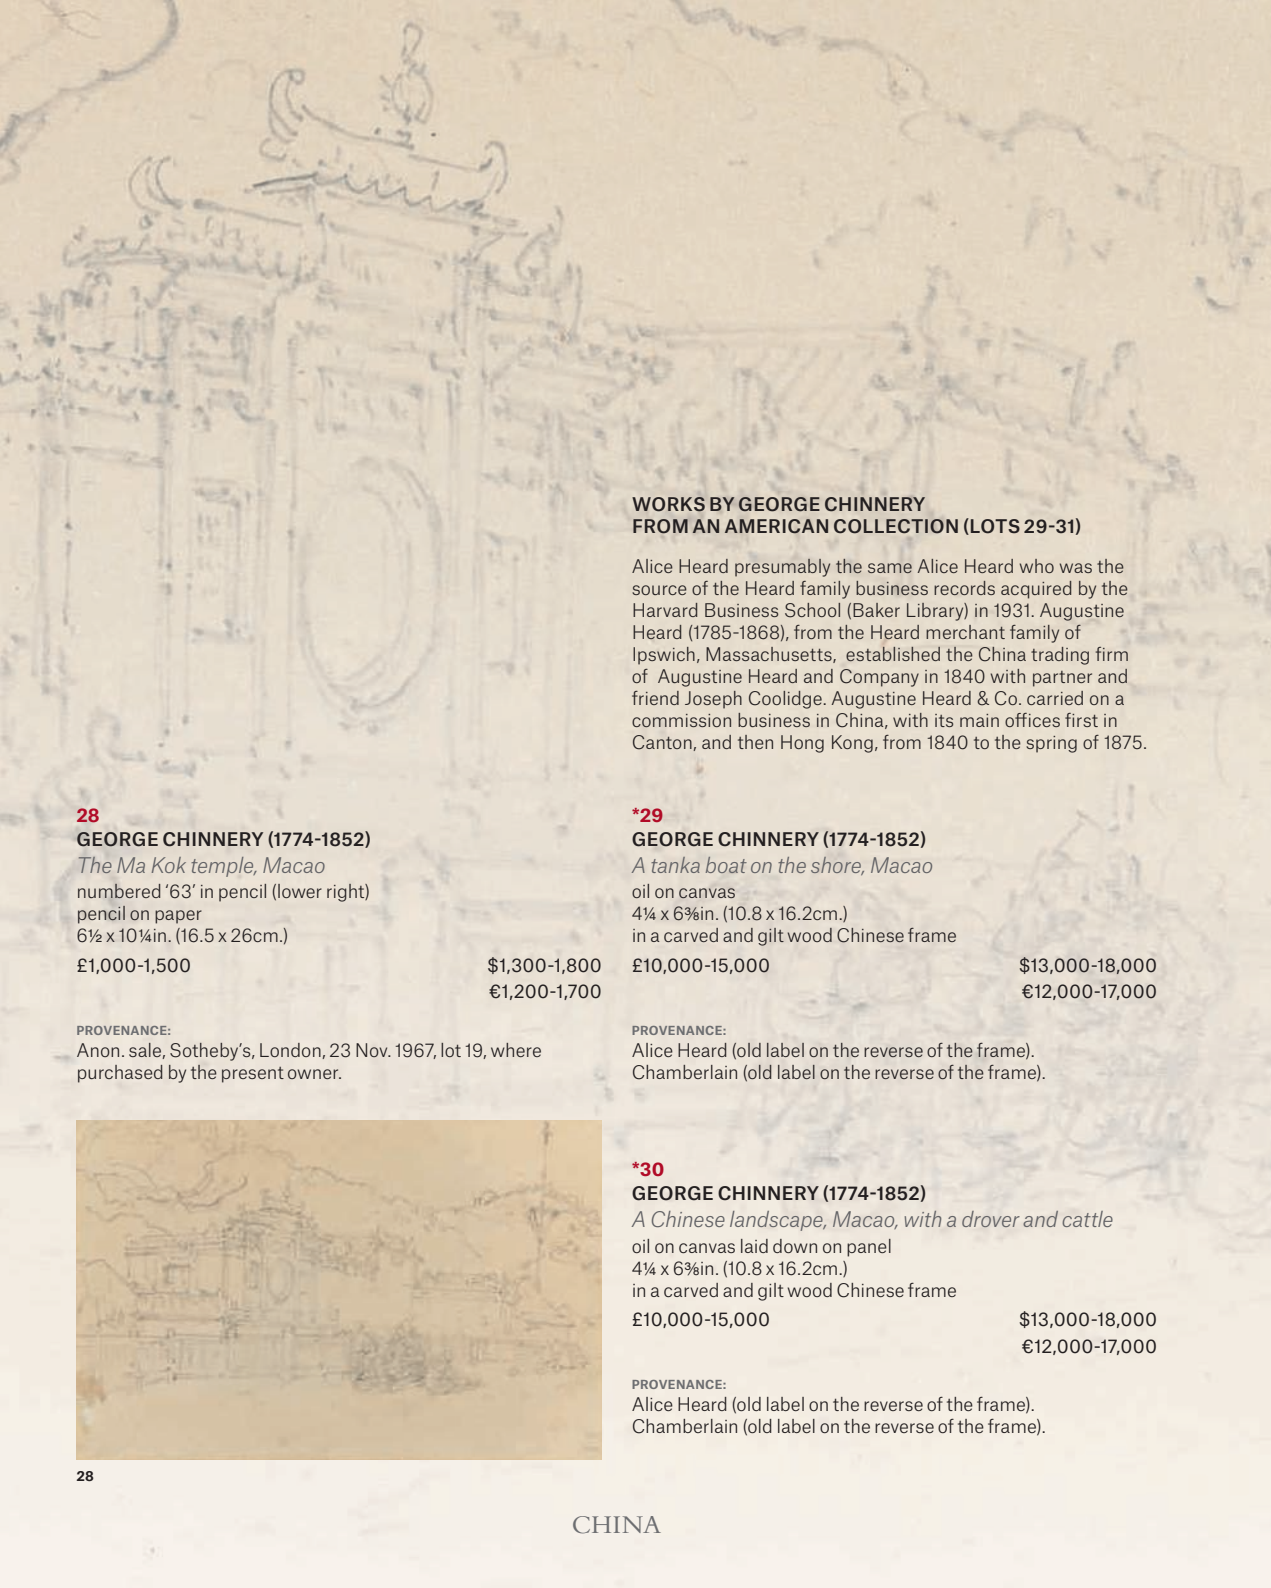 WORKS BY GEORGE CHINNERY
FROM AN AMERICAN COLLECTION (LOTS 29-31)
Alice Heard presumably the same Alice Heard who was the
source of the Heard family business records acquired by the
Harvard Business School (Baker Library) in 1931. Augustine
Heard (1785-1868), from the Heard merchant family of
Ipswich, Massachusetts, established the China trading firm
of Augustine Heard and Company in 1840 with partner and
friend Joseph Coolidge. Augustine Heard & Co. carried on a
commission business in China, with its main offices first in
Canton, and then Hong Kong, from 1840 to the spring of 1875.
28
GEORGE CHINNERY (1774-1852)
The Ma Kok temple, Macao
numbered ‘63’ in pencil (lower right)
pencil on paper
6½ x 10¼in. (16.5 x 26cm.)
£1,000-1,500 $1,300-1,800
€1,200-1,700
PROVENANCE:
Anon. sale, Sotheby’s, London, 23 Nov. 1967, lot 19, where
purchased by the present owner.
28
*29
GEORGE CHINNERY (1774-1852)
A tanka boat on the shore, Macao
oil on canvas
4¼ x 6⅜in. (10.8 x 16.2cm.)
in a carved and gilt wood Chinese frame
£10,000-15,000 $13,000-18,000
€12,000-17,000
PROVENANCE:
Alice Heard (old label on the reverse of the frame).
Chamberlain (old label on the reverse of the frame).
*30
GEORGE CHINNERY (1774-1852)
A Chinese landscape, Macao, with a drover and cattle
oil on canvas laid down on panel
4¼ x 6⅜in. (10.8 x 16.2cm.)
in a carved and gilt wood Chinese frame
£10,000-15,000 $13,000-18,000
€12,000-17,000
PROVENANCE:
Alice Heard (old label on the reverse of the frame).
Chamberlain (old label on the reverse of the frame).
CHINA